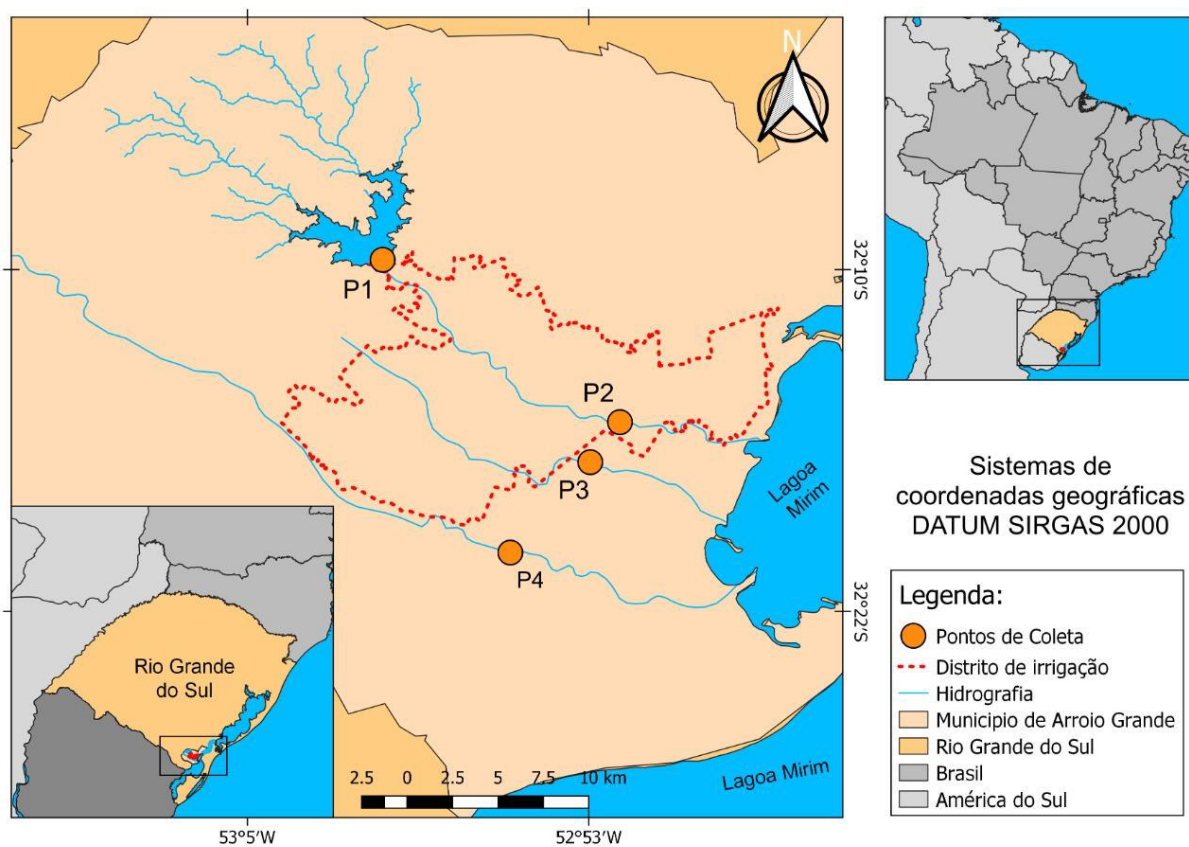 N
P1
P2
P3
P4
Lagoa
Mirim
Lagoa Mirim
32°10'S
32°22'S
53°5'W
52°53'W
Rio Grande
do Sul
2.5 0 2.5 5 7.5 10 km
Sistemas de
coordenadas geográficas
DATUM SIRGAS 2000
Legenda:
Pontos de Coleta
Distrito de irrigação
Hidrografia
Municipio de Arroio Grande
Rio Grande do Sul
Brasil
América do Sul